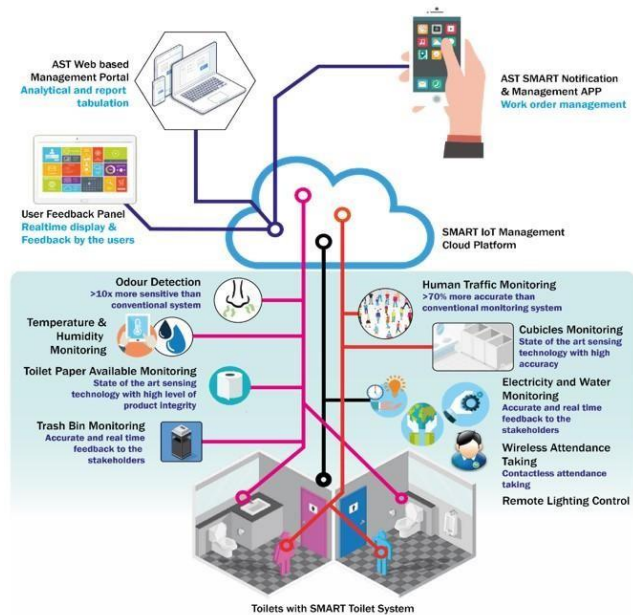 AST Web based
Management Portal
Analytical and report
tabulation
AST SMART Notification
& Management APP
Work order management
User Feedback Panel
Realtime display &
Feedback by the users
SMART IoT Management
Cloud Platform
Odour Detection
>10x more sensitive than
conventional system
Human Traffic Monitoring
>70% more accurate than
conventional monitoring system
Temperature &
Humidity
Monitoring
Cubicles Monitoring
State of the art sensing
technology with high
accuracy
Toilet Paper Available Monitoring
State of the art sensing
technology with high level of
product integrity
Electricity and Water
Monitoring
Accurate and real time
feedback to the
stakeholders
Trash Bin Monitoring
Accurate and real time
feedback to the
stakeholders
Wireless Attendance
Taking
Contactless attendance
taking
Remote Lighting Control
Toilets with SMART Toilet System